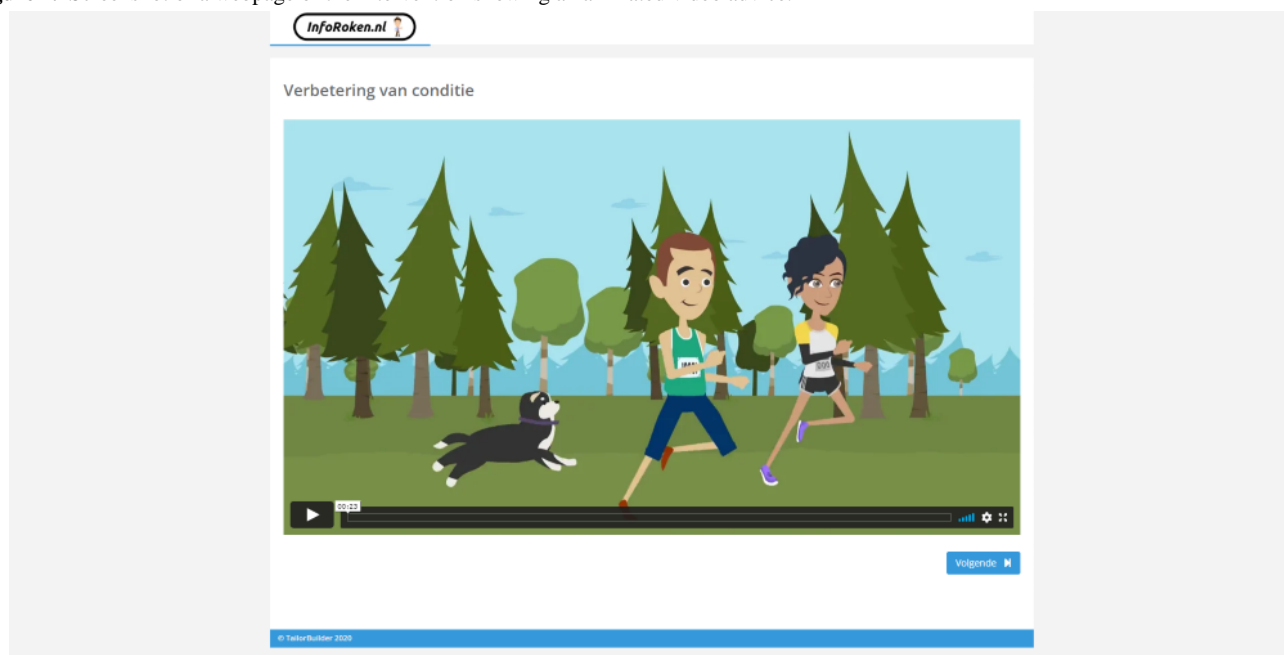 InfoRoken.nl
Verbetering van conditie
00:23
Volgende
© TailorBuilder 2020